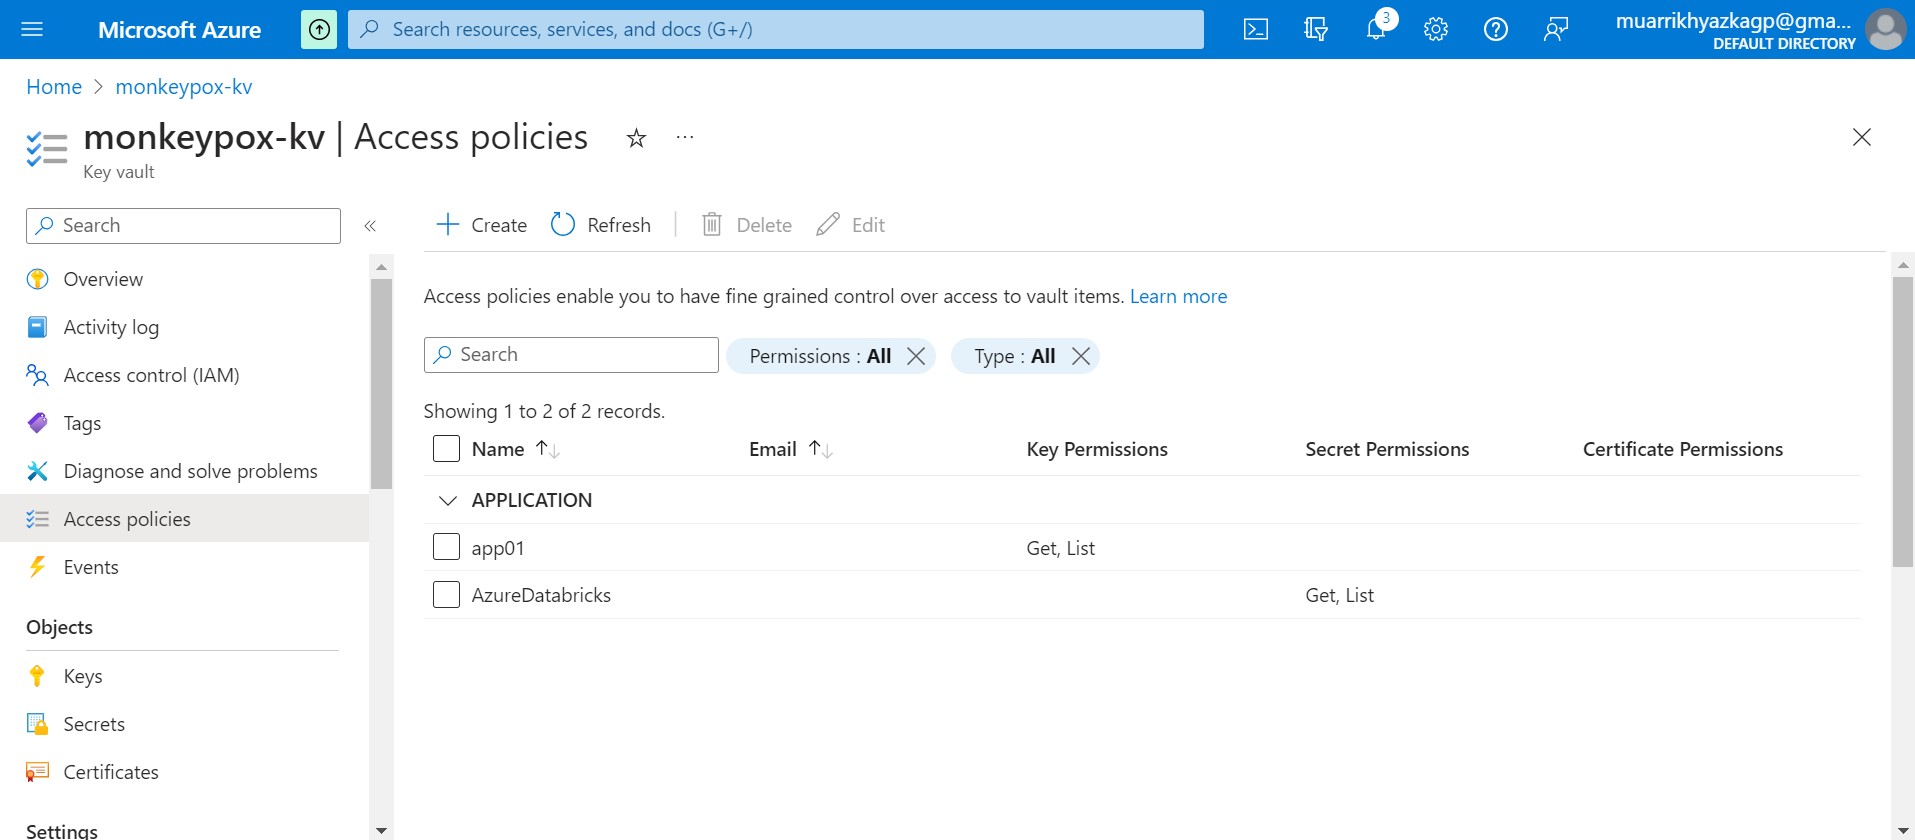 Microsoft Azure
Search resources, services, and docs (G+/)
3
muarrikhyazkagp@gma...
DEFAULT DIRECTORY
Home > monkeypox-kv
monkeypox-kv | Access policies
Key vault
Search
«
Create
Refresh
Delete
Edit
Overview
Activity log
Access control (IAM)
Tags
Diagnose and solve problems
Access policies
Events
Objects
Keys
Secrets
Certificates
Settings
Access policies enable you to have fine grained control over access to vault items. Learn more
Search
Permissions : All
Type : All
Showing 1 to 2 of 2 records.
Name Email Key Permissions Secret Permissions Certificate Permissions
APPLICATION
app01 Get, List
AzureDatabricks Get, List